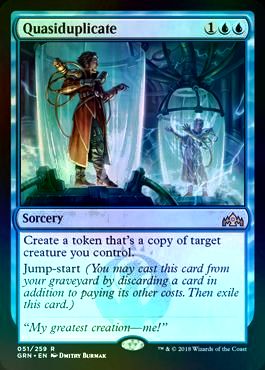 Quasiduplicate 1
Sorcery
Create a token that's a copy of target
creature you control.
Jump-start (You may cast this card from
your graveyard by discarding a card in
addition to paying its other costs. Then exile
this card.)
"My greatest creation—me!"
051/259 R
GRN • EN Dmitry Burmak
™ & © 2018 Wizards of the Coast